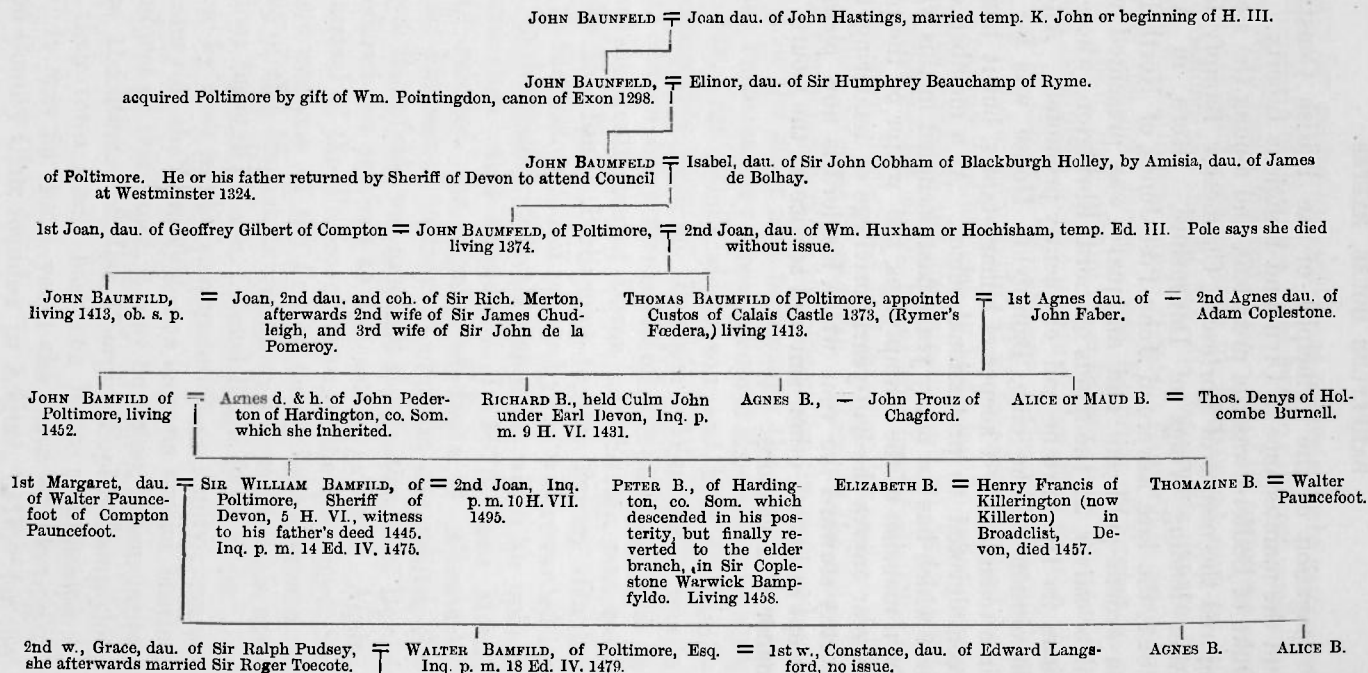 JOHN BAUNFELD = Joan dau. of John Hastings, married temp. K. John or beginning of H. III.
JOHN BAUNFELD, = Elinor, dau. of Sir Humphrey Beauchamp of Ryme.
acquired Poltimore by gift of Wm. Pointingdon, canon of Exon 1298.
JOHN BAUMFELD = Isabel, dau. of Sir John Cobham of Blackburgh Holley, by Amisia, dau. of James
of Poltimore. He or his father returned by Sheriff of Devon to attend Council
de Bolhay.
at Westminster 1324.
1st Joan, dau. of Geoffrey Gilbert of Compton = JOHN BAUMFELD, of Poltimore, = 2nd Joan, dau. of Wm. Huxham or Hochisham, temp. Ed. III. Pole says she died
living 1374.
without issue.
JOHN BAUMFILD,
living 1413, ob. s. p.
= Joan, 2nd dau. and coh. of Sir Rich. Merton,
afterwards 2nd wife of Sir James Chud-
leigh, and 3rd wife of Sir John de la
Pomeroy.
THOMAS BAUMFILD of Poltimore, appointed
Custos of Calais Castle 1373, (Rymer's
Fœdera,) living 1413.
= 1st Agnes dau. of
John Faber.
= 2nd Agnes dau. of
Adam Coplestone.
JOHN BAMFILD of
Poltimore, living
1452.
= Agnes d. & h. of John Peder-
ton of Hardington, co. Som.
which she inherited.
RICHARD B., held Culm John
under Earl Devon, Inq. p.
m. 9 H. VI. 1431.
AGNES B., = John Prouz of
Chagford.
ALICE or MAUD B. = Thos. Denys of Hol-
combe Burnell.
1st Margaret, dau.
of Walter Paunce-
foot of Compton
Pauncefoot.
= SIR WILLIAM BAMFILD, of
Poltimore, Sheriff of
Devon, 5 H. VI., witness
to his father's deed 1445.
Inq. p. m. 14 Ed. IV. 1475.
= 2nd Joan, Inq.
p. m. 10 H. VII.
1495.
PETER B., of Harding-
ton, co. Som. which
descended in his pos-
terity, but finally re-
verted to the elder
branch, in Sir Cople-
stone Warwick Bamp-
fyldo. Living 1458.
ELIZABETH B. = Henry Francis of
Killerington (now
Killerton) in
Broadclist, De-
von, died 1457.
THOMAZINE B. = Walter
Pauncefoot.
2nd w., Grace, dau. of Sir Ralph Pudsey,
she afterwards married Sir Roger Toecote.
= WALTER BAMFILD, of Poltimore, Esq.
Inq. p. m. 18 Ed. IV. 1479.
= 1st w., Constance, dau. of Edward Langs-
ford, no issue.
AGNES B.
ALICE B.